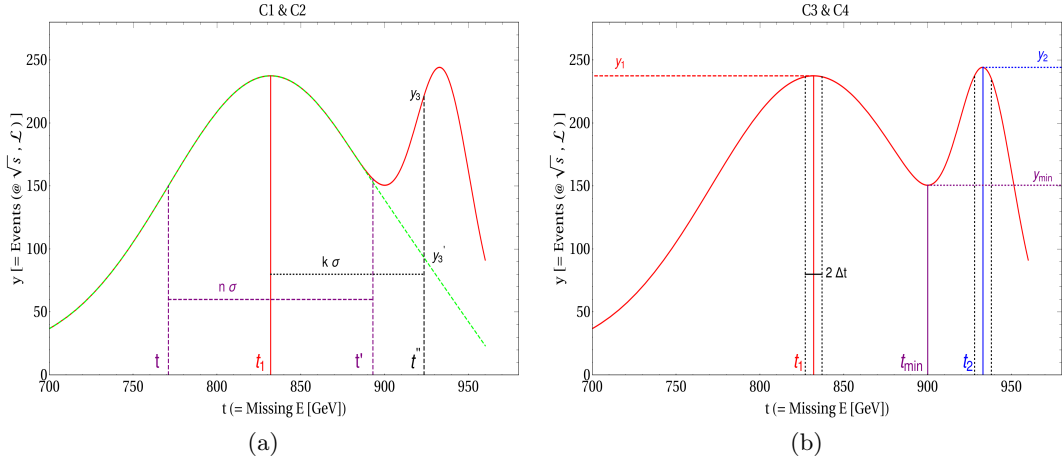 C1 & C2
y [= Events (@ √s , ℒ ) ]
250
200
150
100
50
0
y₃
y₃'
k σ
n σ
t
t₁
t'
t''
700
750
800
850
900
950
t (= Missing E [GeV])
(a)
C3 & C4
y [= Events (@ √s , ℒ ) ]
250
200
150
100
50
0
y₁
y₂
yₘᵢₙ
2 Δt
t₁
tₘᵢₙ
t₂
700
750
800
850
900
950
t (= Missing E [GeV])
(b)